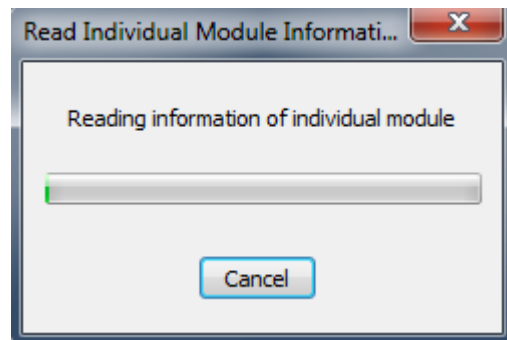 Read Individual Module Informati...
Reading information of individual module
Cancel